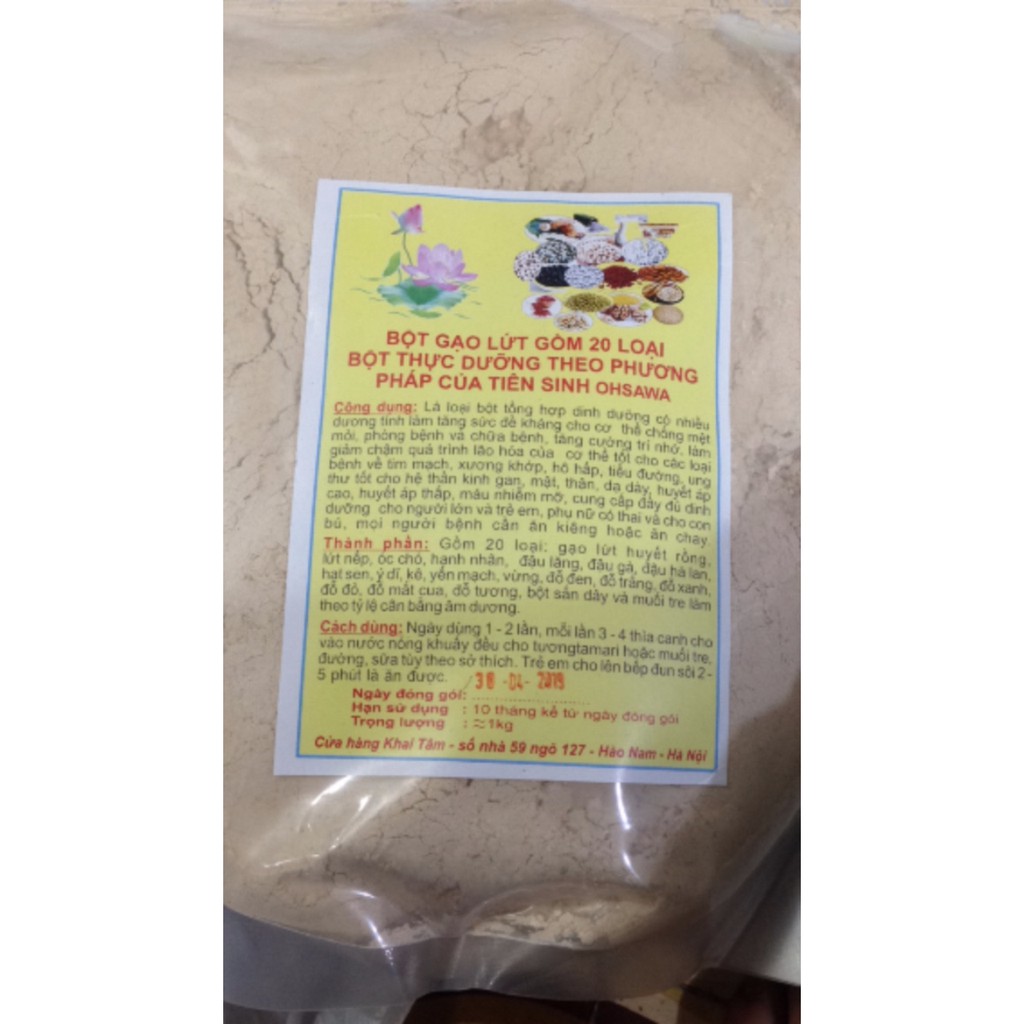 BỘT GẠO LỨT GỒM 20 LOẠI
BỘT THỰC DƯỠNG THEO PHƯƠNG
PHÁP CỦA TIÊN SINH OHSAWA
Công dụng: Là loại bột tổng hợp dinh dưỡng có nhiều
dương tính làm tăng sức đề kháng cho cơ thể chống mệt
mỏi, phòng bệnh và chữa bệnh, tăng cường trí nhớ, làm
giảm chậm quá trình lão hóa của cơ thể tốt cho các loại
bệnh về tim mạch, xương khớp, hô hấp, tiểu đường, ung
thư tốt cho hệ thần kinh gan, mật, thận, dạ dày, huyết áp
cao, huyết áp thấp, máu nhiễm mỡ, cung cấp đầy đủ dinh
dưỡng cho người lớn và trẻ em, phụ nữ có thai và cho con
bú, mọi người bệnh cần ăn kiêng hoặc ăn chay.
Thành phần: Gồm 20 loại: gạo lứt huyết rồng,
lứt nếp, óc chó, hạnh nhân, đậu lăng, đậu gà, đậu hà lan,
hạt sen, ý dĩ, kê, yến mạch, vừng, đỗ đen, đỗ trắng, đỗ xanh,
đỗ đỏ, đỗ mắt cua, đỗ tương, bột sắn dây và muối tre làm
theo tỷ lệ cân bằng âm dương.
Cách dùng: Ngày dùng 1 - 2 lần, mỗi lần 3 - 4 thìa canh cho
vào nước nóng khuấy đều cho tươngtamari hoặc muối tre,
đường, sữa tùy theo sở thích. Trẻ em cho lên bếp đun sôi 2 -
5 phút là ăn được.
Ngày đóng gói: -04- 2019
Hạn sử dụng : 10 tháng kể từ ngày đóng gói
Trọng lượng : ≈ 1kg
Cửa hàng Khai Tâm - số nhà 59 ngõ 127 - Hào Nam - Hà Nội